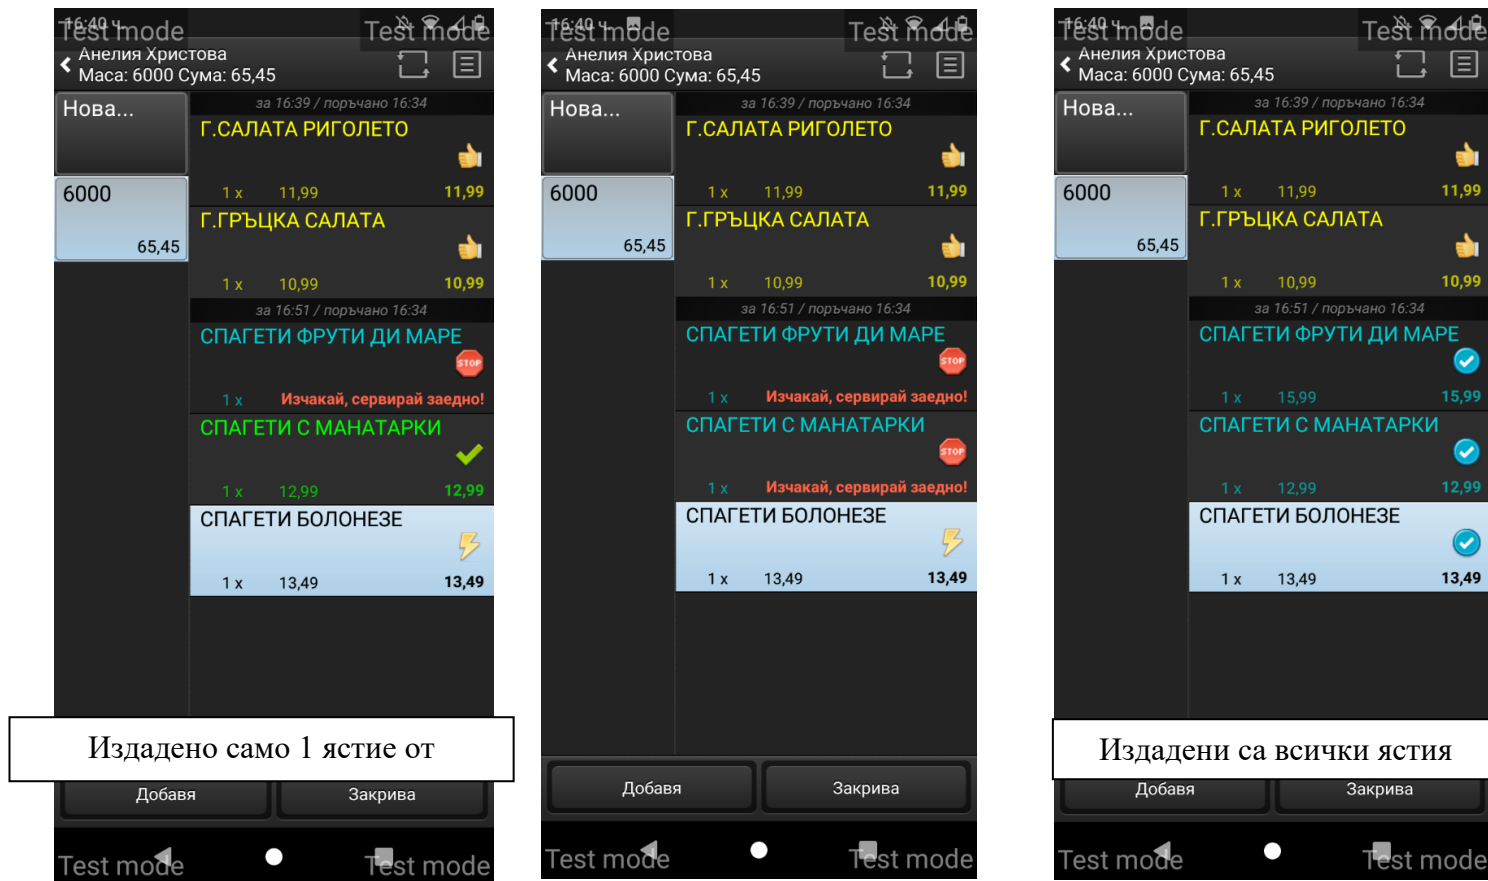 16:40 ч.
Test mode
Test mode
Анелия Христова
Маса: 6000 Сума: 65,45
Нова...
6000
65,45
за 16:39 / поръчано 16:34
Г.САЛАТА РИГОЛЕТО
1 x 11,99 11,99
Г.ГРЪЦКА САЛАТА
1 x 10,99 10,99
за 16:51 / поръчано 16:34
СПАГЕТИ ФРУТИ ДИ МАРЕ
STOP
1 x Изчакай, сервирай заедно!
СПАГЕТИ С МАНАТАРКИ
1 x 12,99 12,99
СПАГЕТИ БОЛОНЕЗЕ
1 x 13,49 13,49
Издадено само 1 ястие от
Добавя Закрива
Test mode Test mode
16:40 ч.
Test mode
Test mode
Анелия Христова
Маса: 6000 Сума: 65,45
Нова...
6000
65,45
за 16:39 / поръчано 16:34
Г.САЛАТА РИГОЛЕТО
1 x 11,99 11,99
Г.ГРЪЦКА САЛАТА
1 x 10,99 10,99
за 16:51 / поръчано 16:34
СПАГЕТИ ФРУТИ ДИ МАРЕ
STOP
1 x Изчакай, сервирай заедно!
СПАГЕТИ С МАНАТАРКИ
STOP
1 x Изчакай, сервирай заедно!
СПАГЕТИ БОЛОНЕЗЕ
1 x 13,49 13,49
Добавя Закрива
Test mode Test mode
16:40 ч.
Test mode
Test mode
Анелия Христова
Маса: 6000 Сума: 65,45
Нова...
6000
65,45
за 16:39 / поръчано 16:34
Г.САЛАТА РИГОЛЕТО
1 x 11,99 11,99
Г.ГРЪЦКА САЛАТА
1 x 10,99 10,99
за 16:51 / поръчано 16:34
СПАГЕТИ ФРУТИ ДИ МАРЕ
1 x 15,99 15,99
СПАГЕТИ С МАНАТАРКИ
1 x 12,99 12,99
СПАГЕТИ БОЛОНЕЗЕ
1 x 13,49 13,49
Издадени са всички ястия
Добавя Закрива
Test mode Test mode